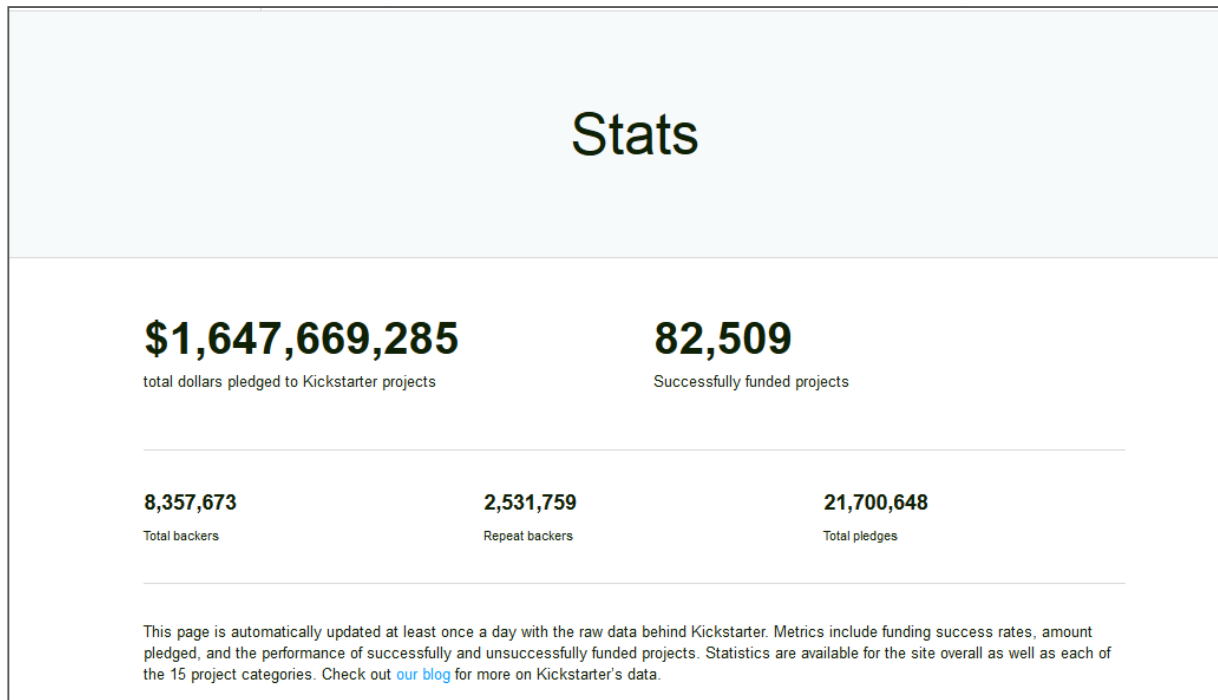 Stats
$1,647,669,285
total dollars pledged to Kickstarter projects
82,509
Successfully funded projects
8,357,673
Total backers
2,531,759
Repeat backers
21,700,648
Total pledges
This page is automatically updated at least once a day with the raw data behind Kickstarter. Metrics include funding success rates, amount
pledged, and the performance of successfully and unsuccessfully funded projects. Statistics are available for the site overall as well as each of
the 15 project categories. Check out our blog for more on Kickstarter's data.